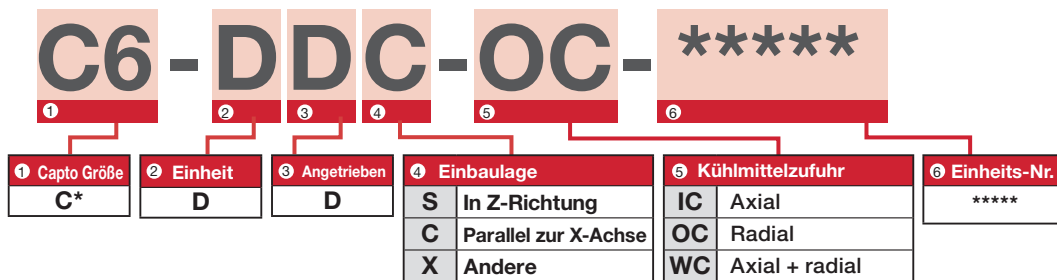 C6-DDC-OC-*****
① ② ③ ④ ⑤ ⑥
① Capto Größe
C*
② Einheit
D
③ Angetrieben
D
④ Einbaulage
S In Z-Richtung
C Parallel zur X-Achse
X Andere
⑤ Kühlmittelzufuhr
IC Axial
OC Radial
WC Axial + radial
⑥ Einheits-Nr.
*****